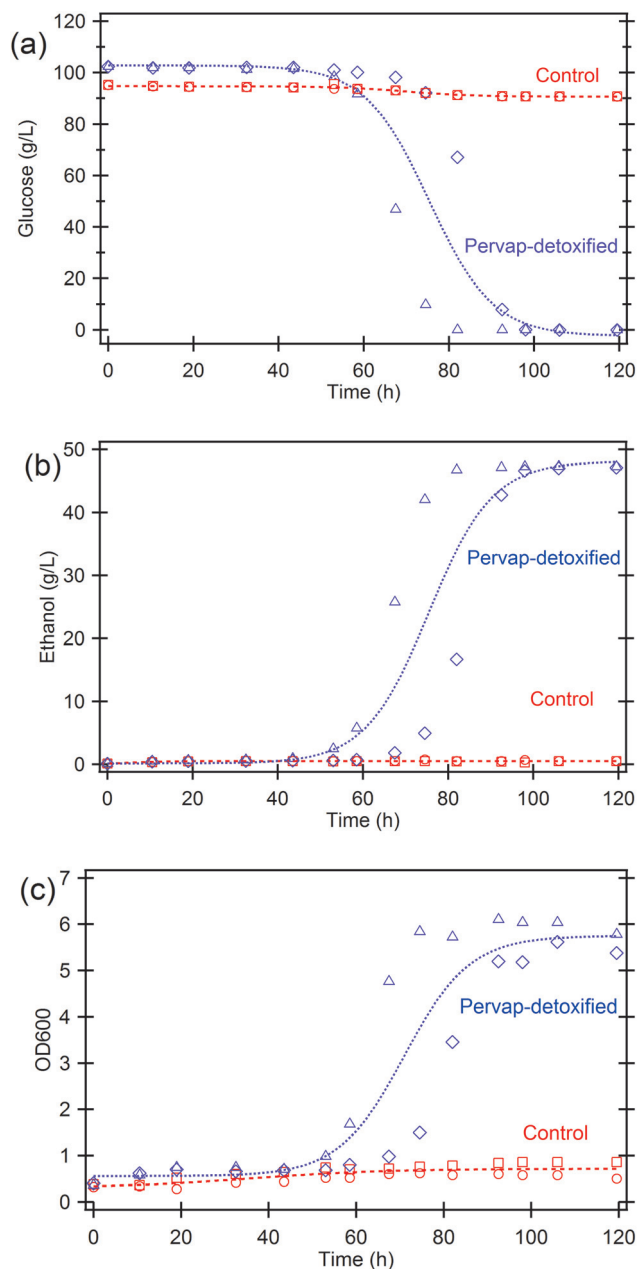 (a)
120
100
80
60
40
20
0
Glucose (g/L)
Control
Pervap-detoxified
0 20 40 60 80 100 120
Time (h)
(b)
50
40
30
20
10
0
Ethanol (g/L)
Pervap-detoxified
Control
0 20 40 60 80 100 120
Time (h)
(c)
7
6
5
4
3
2
1
0
OD600
Pervap-detoxified
Control
0 20 40 60 80 100 120
Time (h)